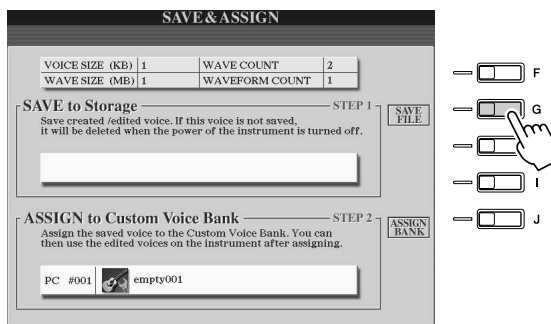 SAVE&ASSIGN
VOICE SIZE (KB) 1 WAVE COUNT 2
WAVE SIZE (MB) 1 WAVEFORM COUNT 1
SAVE to Storage STEP 1
Save created /edited voice. If this voice is not saved,
it will be deleted when the power of the instrument is turned off.
SAVE
FILE
ASSIGN to Custom Voice Bank STEP 2
Assign the saved voice to the Custom Voice Bank. You can
then use the edited voices on the instrument after assigning.
ASSIGN
BANK
PC #001 empty001
F
G
I
J